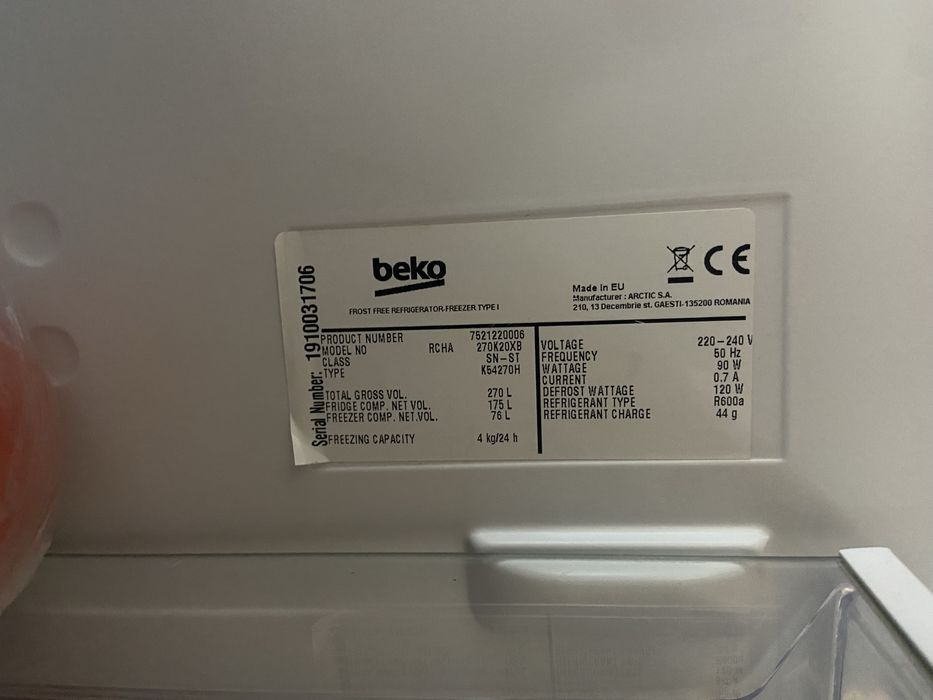 beko
FROST FREE REFRIGERATOR-FREEZER TYPE I
CE
Made in EU
Manufacturer : ARCTIC S.A.
210, 13 Decembrie st. GAESTI-135200 ROMANIA
Serial Number: 1910031706
PRODUCT NUMBER 7521220006
MODEL NO RCHA 270K20XB
CLASS SN-ST
TYPE K54270H
TOTAL GROSS VOL. 270 L
FRIDGE COMP. NET VOL. 175 L
FREEZER COMP. NET.VOL. 76 L
FREEZING CAPACITY 4 kg/24 h
VOLTAGE 220-240 V
FREQUENCY 50 Hz
WATTAGE 90 W
CURRENT 0.7 A
DEFROST WATTAGE 120 W
REFRIGERANT TYPE R600a
REFRIGERANT CHARGE 44 g